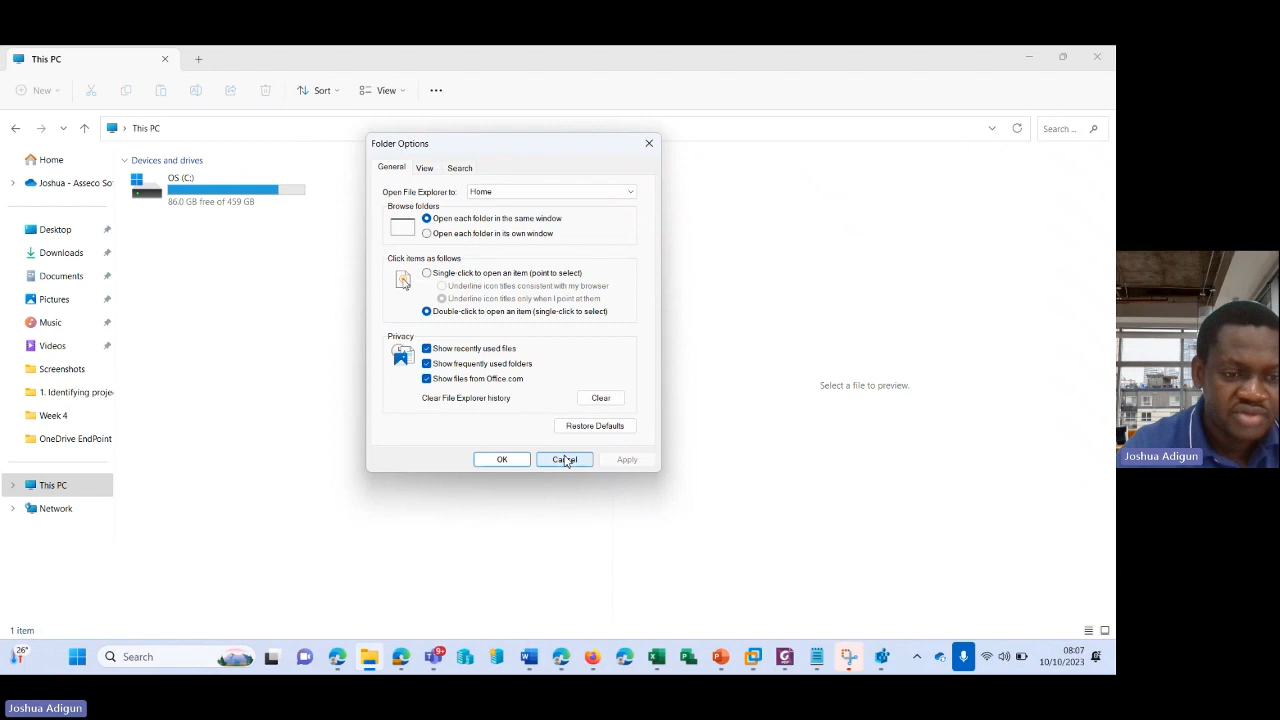 This PC
New
Sort
View
This PC
Search ...
Home
Joshua - Asseco Sof
Desktop
Downloads
Documents
Pictures
Music
Videos
Screenshots
1. Identifying proje
Week 4
OneDrive EndPoint
This PC
Network
Devices and drives
OS (C:)
86.0 GB free of 459 GB
Folder Options
General View Search
Open File Explorer to: Home
Browse folders
Open each folder in the same window
Open each folder in its own window
Click items as follows
Single-click to open an item (point to select)
Underline icon titles consistent with my browser
Underline icon titles only when I point at them
Double-click to open an item (single-click to select)
Privacy
Show recently used files
Show frequently used folders
Show files from Office.com
Clear File Explorer history Clear
Restore Defaults
OK Cancel Apply
Select a file to preview.
Joshua Adigun
1 item
26°
Search
9+
08:07
10/10/2023
Joshua Adigun